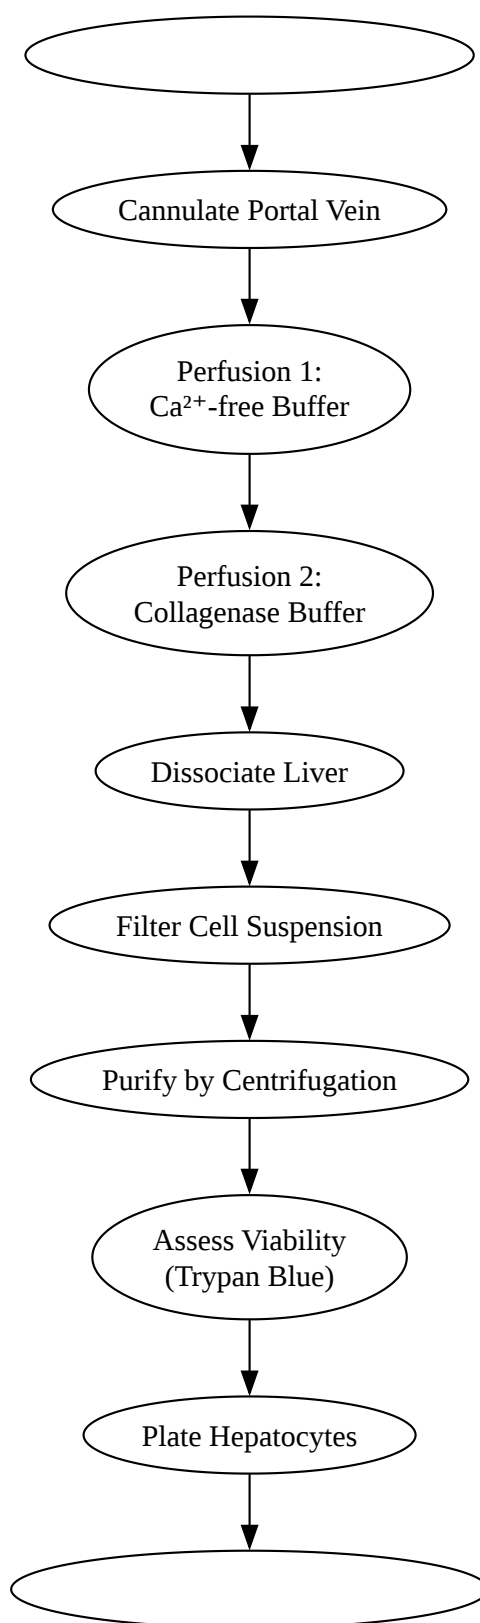 Cannulate Portal Vein
Perfusion 1:
Ca²⁺-free Buffer
Perfusion 2:
Collagenase Buffer
Dissociate Liver
Filter Cell Suspension
Purify by Centrifugation
Assess Viability
(Trypan Blue)
Plate Hepatocytes